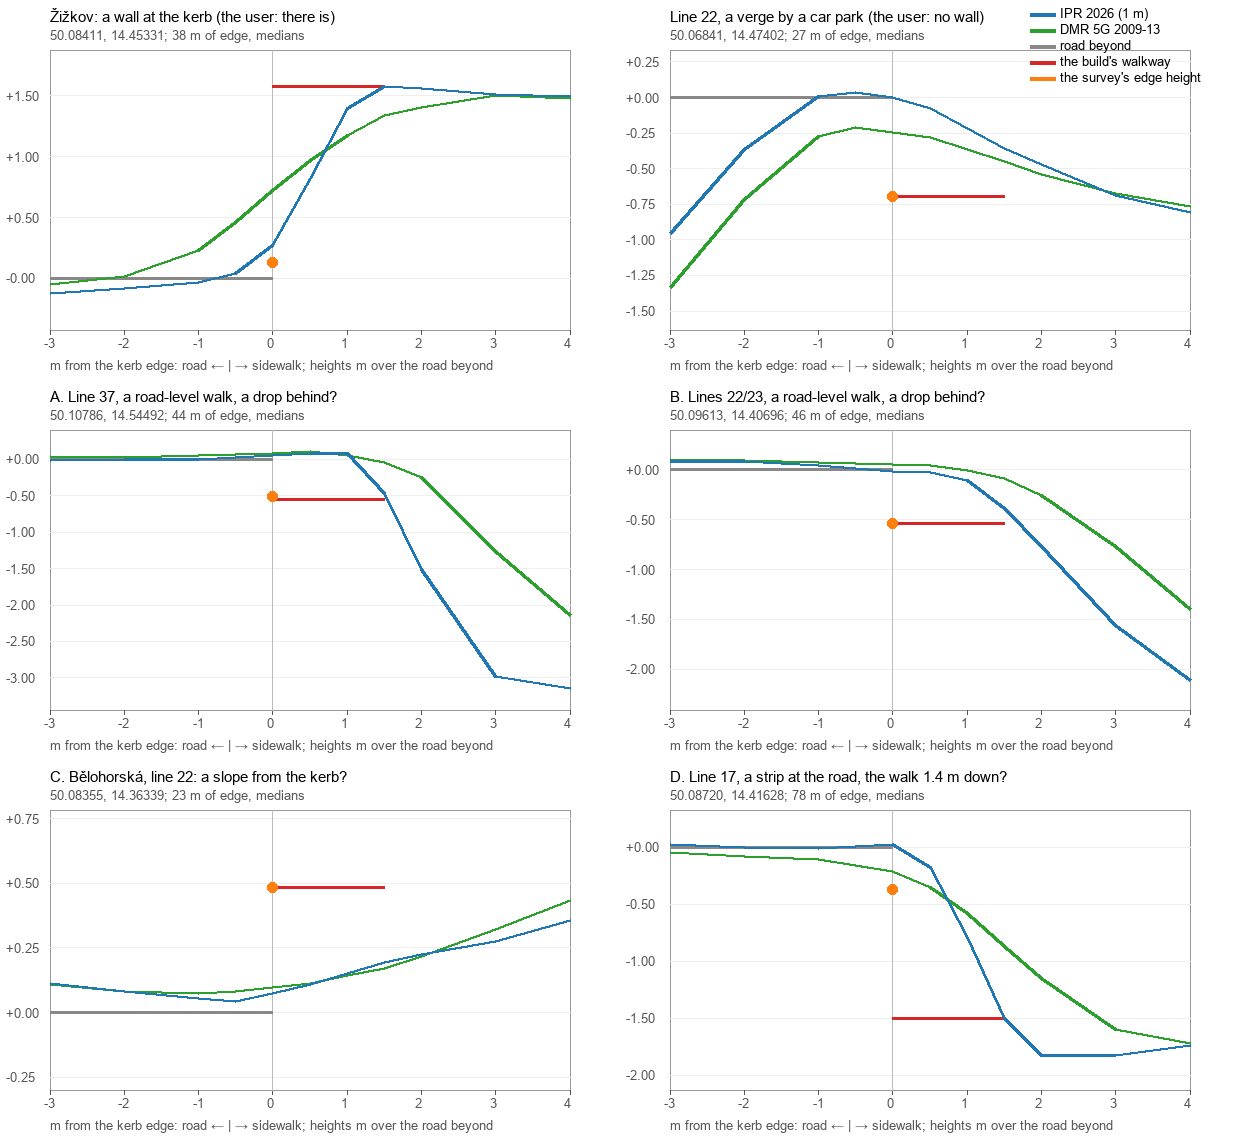 Žižkov: a wall at the kerb (the user: there is)
50.08411, 14.45331; 38 m of edge, medians
+1.50
+1.00
+0.50
-0.00
-3 -2 -1 0 1 2 3 4
m from the kerb edge: road ← | → sidewalk; heights m over the road beyond
Line 22, a verge by a car park (the user: no wall)
50.06841, 14.47402; 27 m of edge, medians
IPR 2026 (1 m)
DMR 5G 2009-13
road beyond
the build's walkway
the survey's edge height
+0.25
+0.00
-0.25
-0.50
-0.75
-1.00
-1.25
-1.50
-3 -2 -1 0 1 2 3 4
m from the kerb edge: road ← | → sidewalk; heights m over the road beyond
A. Line 37, a road-level walk, a drop behind?
50.10786, 14.54492; 44 m of edge, medians
+0.00
-0.50
-1.00
-1.50
-2.00
-2.50
-3.00
-3 -2 -1 0 1 2 3 4
m from the kerb edge: road ← | → sidewalk; heights m over the road beyond
B. Lines 22/23, a road-level walk, a drop behind?
50.09613, 14.40696; 46 m of edge, medians
+0.00
-0.50
-1.00
-1.50
-2.00
-3 -2 -1 0 1 2 3 4
m from the kerb edge: road ← | → sidewalk; heights m over the road beyond
C. Bělohorská, line 22: a slope from the kerb?
50.08355, 14.36339; 23 m of edge, medians
+0.75
+0.50
+0.25
+0.00
-0.25
-3 -2 -1 0 1 2 3 4
m from the kerb edge: road ← | → sidewalk; heights m over the road beyond
D. Line 17, a strip at the road, the walk 1.4 m down?
50.08720, 14.41628; 78 m of edge, medians
+0.00
-0.50
-1.00
-1.50
-2.00
-3 -2 -1 0 1 2 3 4
m from the kerb edge: road ← | → sidewalk; heights m over the road beyond